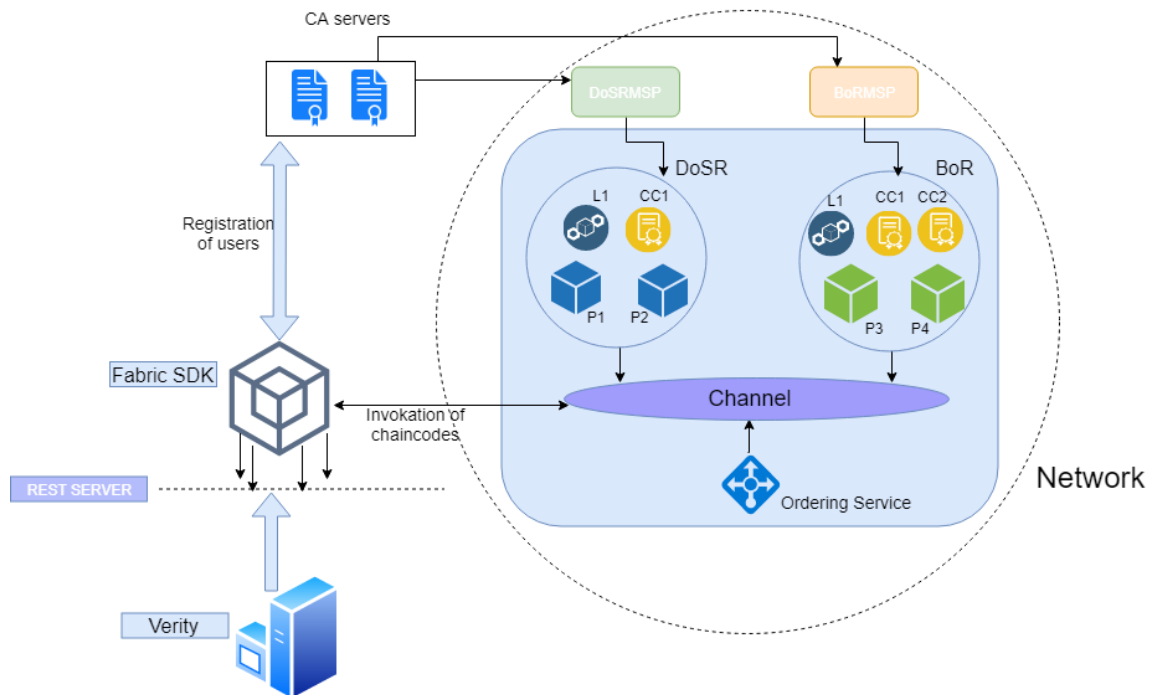 CA servers
DoSRMSP
BoRMSP
DoSR
BoR
L1
CC1
L1
CC1
CC2
Registration
of users
P1
P2
P3
P4
Fabric SDK
Channel
Invokation of
chaincodes
Network
REST SERVER
Ordering Service
Verity